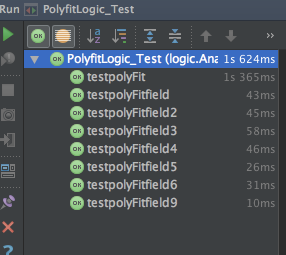 Run PolyfitLogic_Test
PolyfitLogic_Test (logic.Ana 1s 624ms
testpolyFit 1s 365ms
testpolyFitfield 43ms
testpolyFitfield2 45ms
testpolyFitfield3 58ms
testpolyFitfield4 46ms
testpolyFitfield5 26ms
testpolyFitfield6 31ms
testpolyFitfield9 10ms